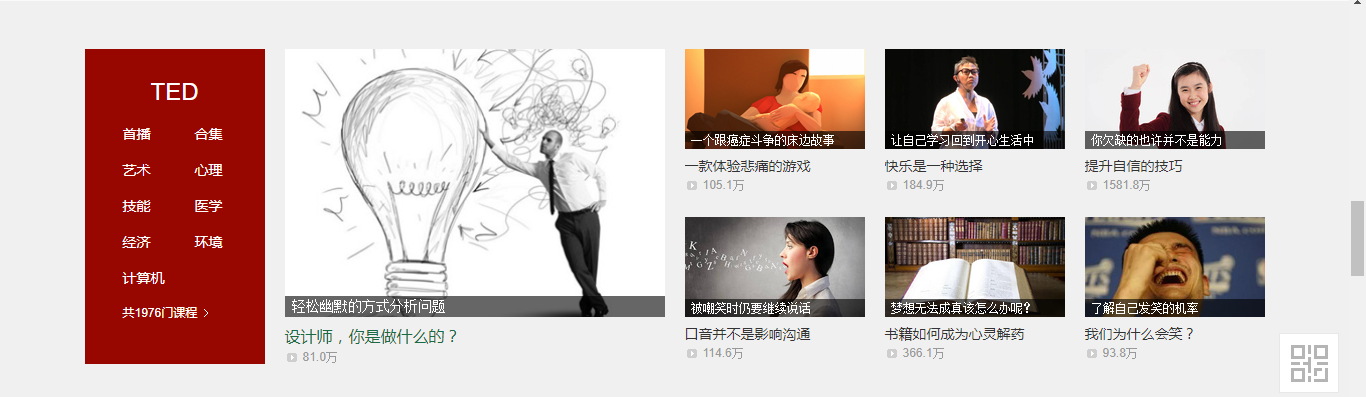 TED
首播 合集
艺术 心理
技能 医学
经济 环境
计算机
共1976门课程 >
轻松幽默的方式分析问题
设计师，你是做什么的？
81.0万
一个跟癌症斗争的床边故事
一款体验悲痛的游戏
105.1万
让自己学习回到开心生活中
快乐是一种选择
184.9万
你欠缺的也许并不是能力
提升自信的技巧
1581.8万
被嘲笑时仍要继续说话
口音并不是影响沟通
114.6万
梦想无法成真该怎么办呢?
书籍如何成为心灵解药
366.1万
了解自己发笑的机率
我们为什么会笑？
93.8万